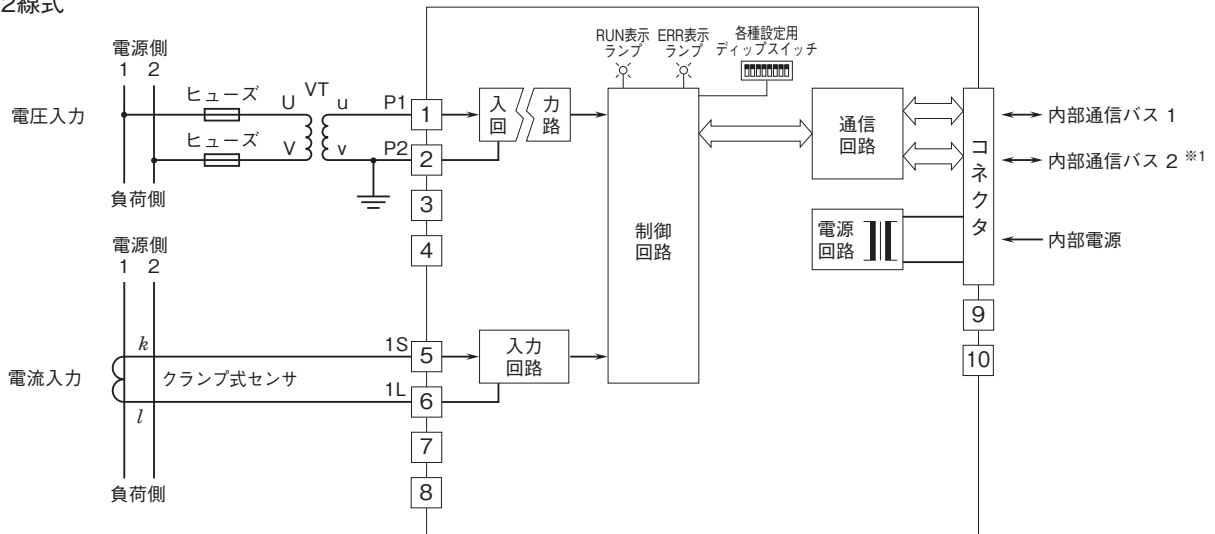 2線式
電源側
1 2
電圧入力
ヒューズ
ヒューズ
U
V
VT
u
v
P1
P2
負荷側
1
2
3
4
入力
回路
RUN表示
ランプ
ERR表示
ランプ
各種設定用
ディップスイッチ
制御
回路
通信
回路
電源
回路
コネクタ
内部通信バス 1
内部通信バス 2 ※1
内部電源
9
10
電源側
1 2
電流入力
k
l
クランプ式センサ
1S
1L
負荷側
5
6
7
8
入力
回路